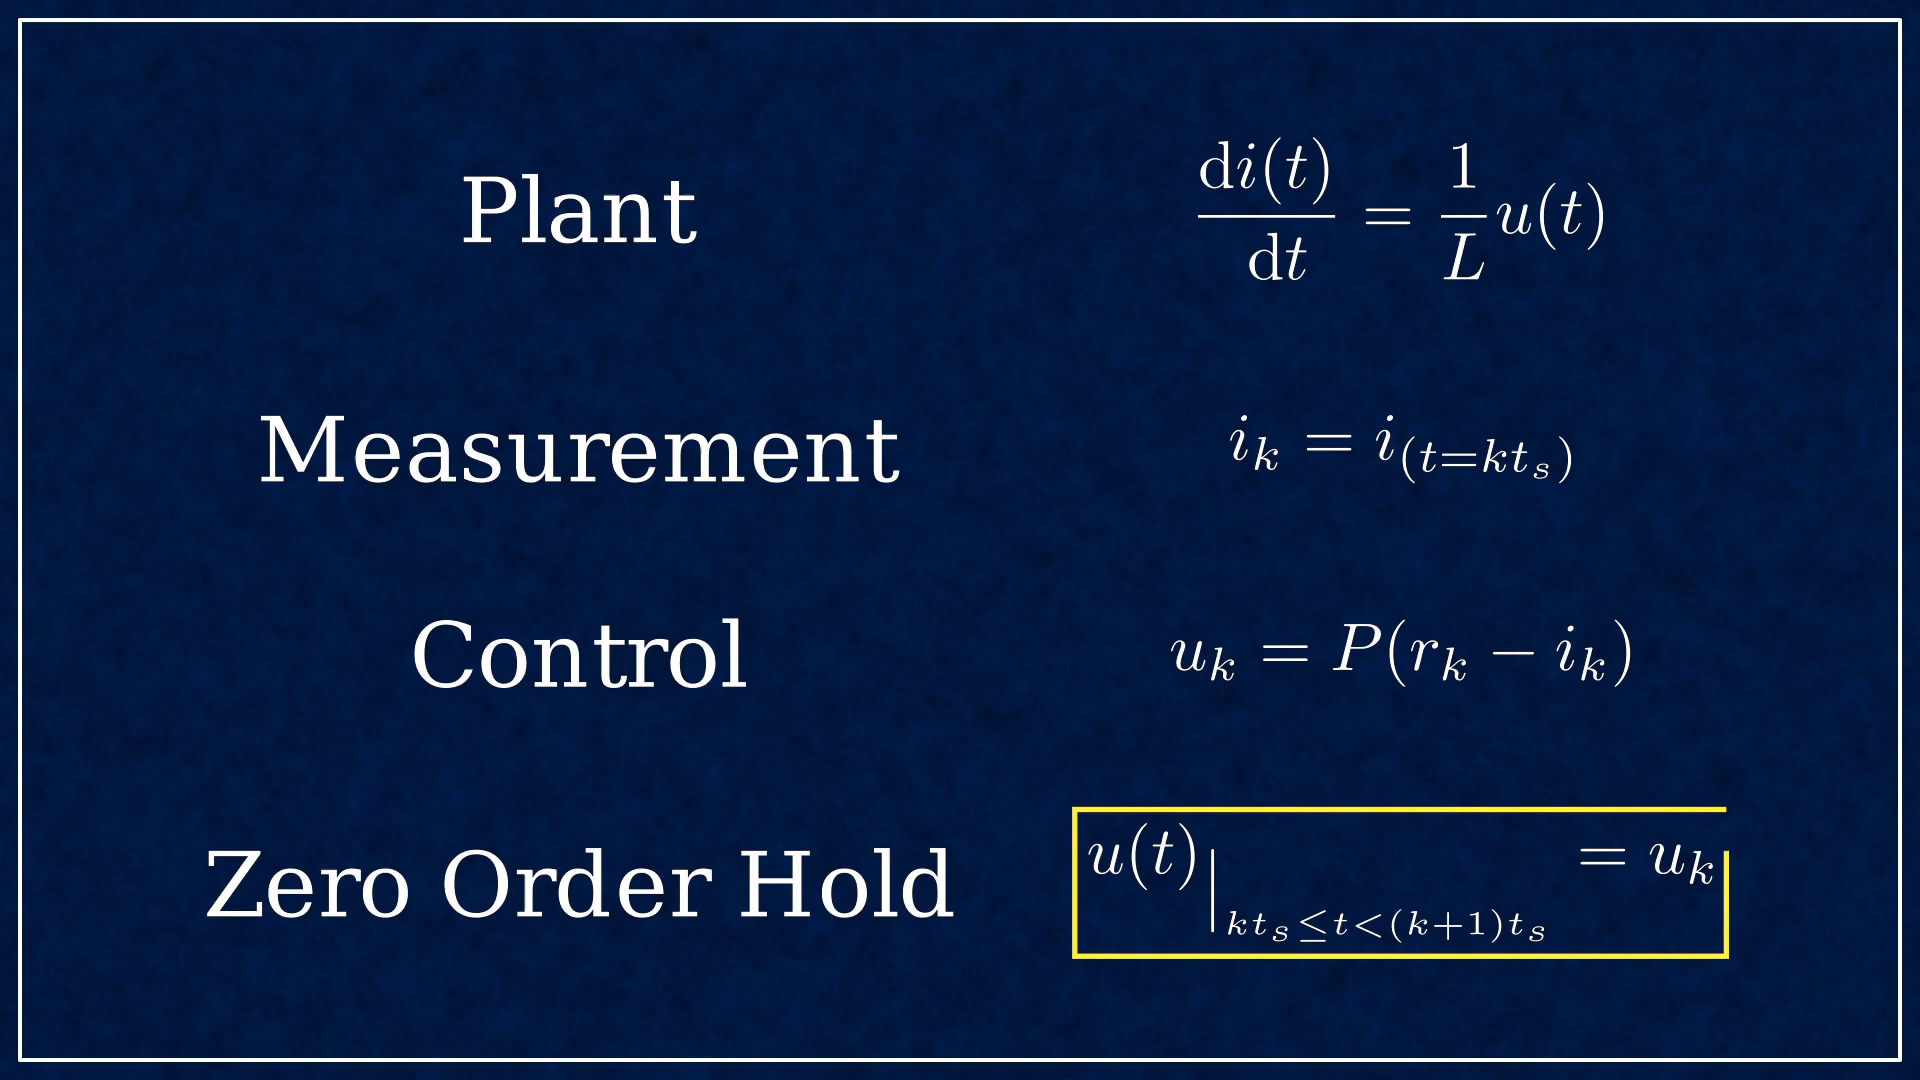 Plant
di(t)/dt = 1/L u(t)
Measurement
i_k = i_(t=kt_s)
Control
u_k = P(r_k − i_k)
Zero Order Hold
u(t)|_{kt_s≤t<(k+1)t_s} = u_k